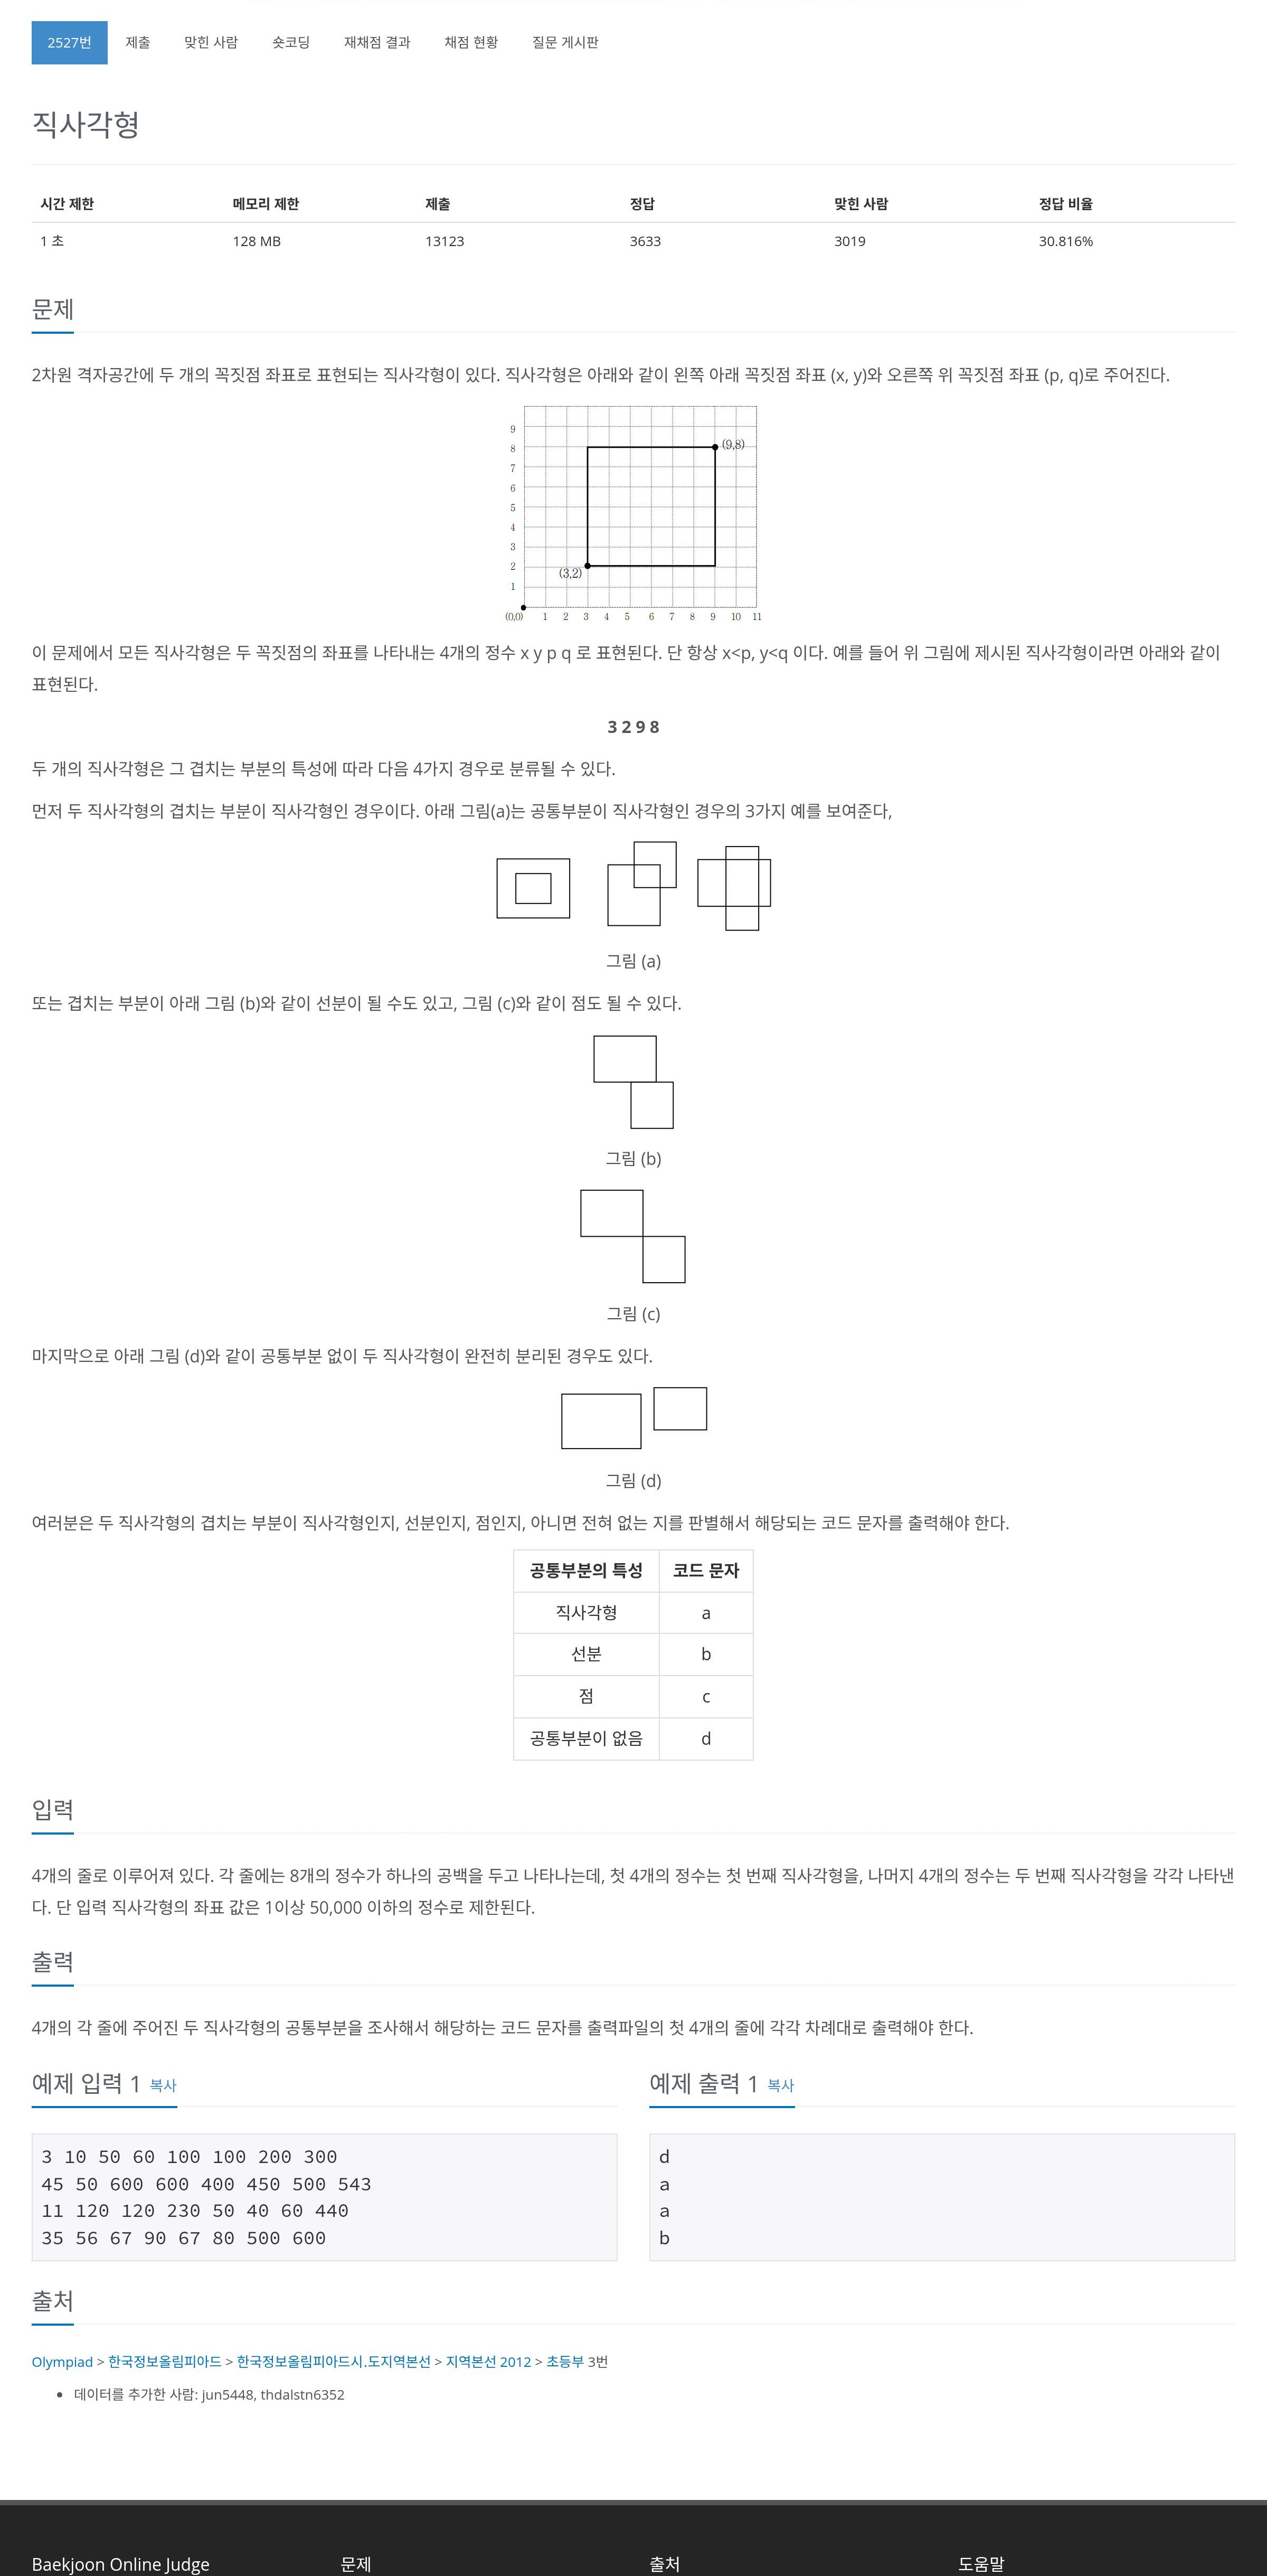 2527번 제출 맞힌 사람 숏코딩 재채점 결과 채점 현황 질문 게시판
직사각형
시간 제한 메모리 제한 제출 정답 맞힌 사람 정답 비율
1 초 128 MB 13123 3633 3019 30.816%
문제
2차원 격자공간에 두 개의 꼭짓점 좌표로 표현되는 직사각형이 있다. 직사각형은 아래와 같이 왼쪽 아래 꼭짓점 좌표 (x, y)와 오른쪽 위 꼭짓점 좌표 (p, q)로 주어진다.
9
(9,8)
8
7
6
5
4
3
2
(3,2)
1
(0,0) 1 2 3 4 5 6 7 8 9 10 11
이 문제에서 모든 직사각형은 두 꼭짓점의 좌표를 나타내는 4개의 정수 x y p q 로 표현된다. 단 항상 x<p, y<q 이다. 예를 들어 위 그림에 제시된 직사각형이라면 아래와 같이
표현된다.
3 2 9 8
두 개의 직사각형은 그 겹치는 부분의 특성에 따라 다음 4가지 경우로 분류될 수 있다.
먼저 두 직사각형의 겹치는 부분이 직사각형인 경우이다. 아래 그림(a)는 공통부분이 직사각형인 경우의 3가지 예를 보여준다,
그림 (a)
또는 겹치는 부분이 아래 그림 (b)와 같이 선분이 될 수도 있고, 그림 (c)와 같이 점도 될 수 있다.
그림 (b)
그림 (c)
마지막으로 아래 그림 (d)와 같이 공통부분 없이 두 직사각형이 완전히 분리된 경우도 있다.
그림 (d)
여러분은 두 직사각형의 겹치는 부분이 직사각형인지, 선분인지, 점인지, 아니면 전혀 없는 지를 판별해서 해당되는 코드 문자를 출력해야 한다.
공통부분의 특성 코드 문자
직사각형 a
선분 b
점 c
공통부분이 없음 d
입력
4개의 줄로 이루어져 있다. 각 줄에는 8개의 정수가 하나의 공백을 두고 나타나는데, 첫 4개의 정수는 첫 번째 직사각형을, 나머지 4개의 정수는 두 번째 직사각형을 각각 나타낸
다. 단 입력 직사각형의 좌표 값은 1이상 50,000 이하의 정수로 제한된다.
출력
4개의 각 줄에 주어진 두 직사각형의 공통부분을 조사해서 해당하는 코드 문자를 출력파일의 첫 4개의 줄에 각각 차례대로 출력해야 한다.
예제 입력 1 복사
3 10 50 60 100 100 200 300
45 50 600 600 400 450 500 543
11 120 120 230 50 40 60 440
35 56 67 90 67 80 500 600
예제 출력 1 복사
d
a
a
b
출처
Olympiad > 한국정보올림피아드 > 한국정보올림피아드시.도지역본선 > 지역본선 2012 > 초등부 3번
데이터를 추가한 사람: jun5448, thdalstn6352
Baekjoon Online Judge 문제 출처 도움말